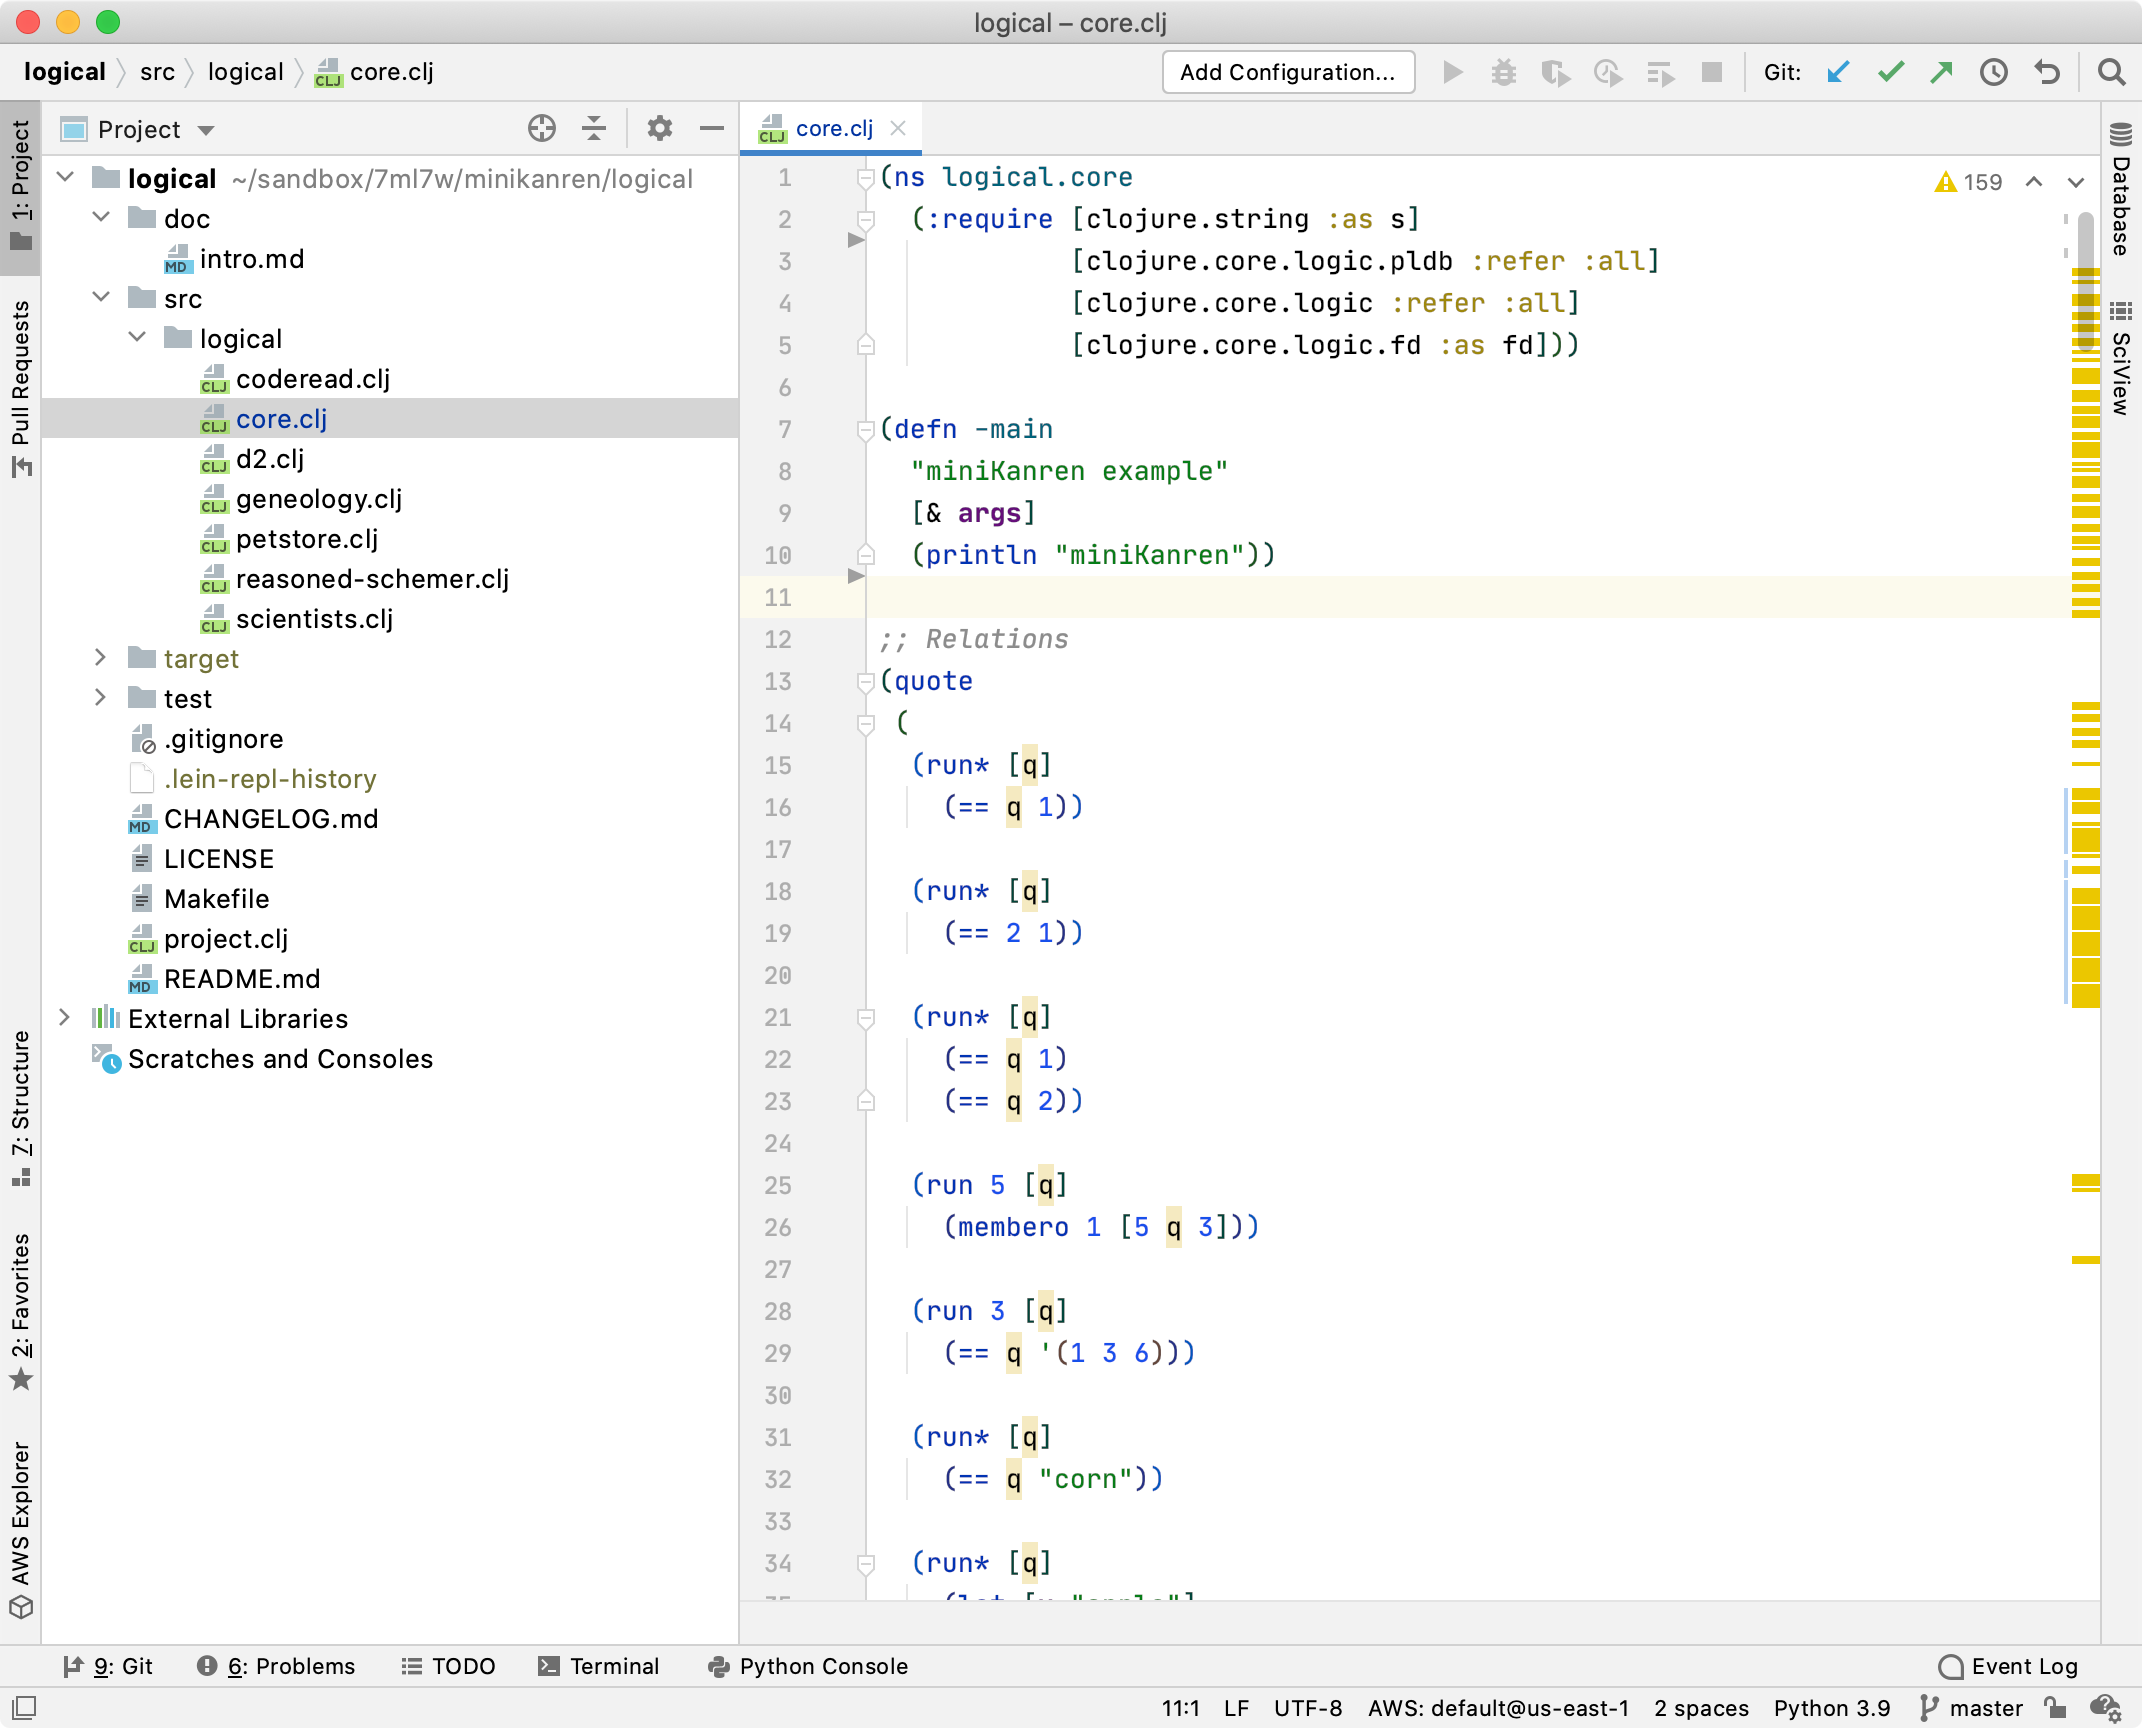 logical – core.clj
logical src logical core.clj
Add Configuration...
Git:
1: Project
Pull Requests
7: Structure
2: Favorites
AWS Explorer
Project
logical ~/sandbox/7ml7w/minikanren/logical
doc
intro.md
src
logical
coderead.clj
core.clj
d2.clj
geneology.clj
petstore.clj
reasoned-schemer.clj
scientists.clj
target
test
.gitignore
.lein-repl-history
CHANGELOG.md
LICENSE
Makefile
project.clj
README.md
External Libraries
Scratches and Consoles
core.clj
159
1 (ns logical.core
2 (:require [clojure.string :as s]
3 [clojure.core.logic.pldb :refer :all]
4 [clojure.core.logic :refer :all]
5 [clojure.core.logic.fd :as fd]))
6
7 (defn -main
8 "miniKanren example"
9 [& args]
10 (println "miniKanren"))
11
12 ;; Relations
13 (quote
14 (
15 (run* [q]
16 (== q 1))
17
18 (run* [q]
19 (== 2 1))
20
21 (run* [q]
22 (== q 1)
23 (== q 2))
24
25 (run 5 [q]
26 (membero 1 [5 q 3]))
27
28 (run 3 [q]
29 (== q '(1 3 6)))
30
31 (run* [q]
32 (== q "corn"))
33
34 (run* [q]
Database
SciView
9: Git
6: Problems
TODO
Terminal
Python Console
Event Log
11:1 LF UTF-8 AWS: default@us-east-1 2 spaces Python 3.9 master